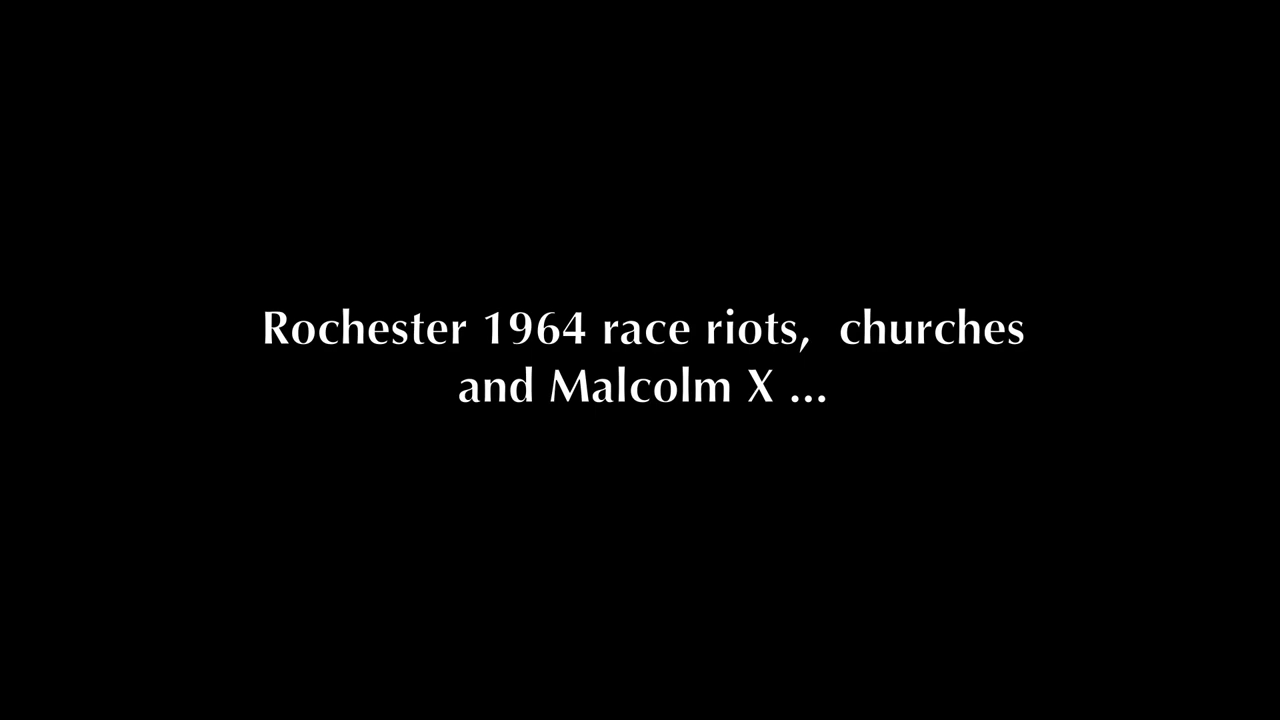 Rochester 1964 race riots,  churches
and Malcolm X ...